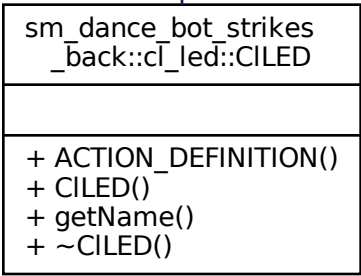 sm_dance_bot_strikes
_back::cl_led::ClLED
+ ACTION_DEFINITION()
+ ClLED()
+ getName()
+ ~ClLED()